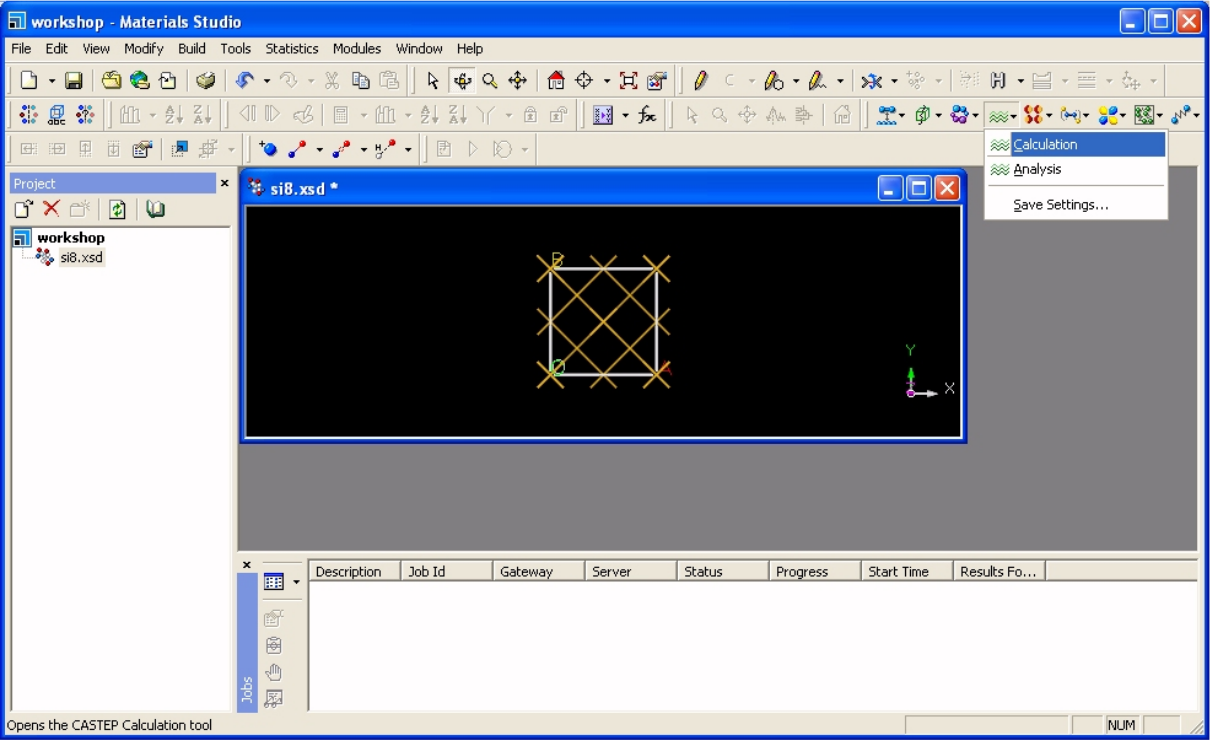 workshop - Materials Studio
File Edit View Modify Build Tools Statistics Modules Window Help
Calculation
Analysis
Save Settings...
Project
si8.xsd *
workshop
si8.xsd
B
O
A
Y
X
Description Job Id Gateway Server Status Progress Start Time Results Fo...
Jobs
Opens the CASTEP Calculation tool
NUM